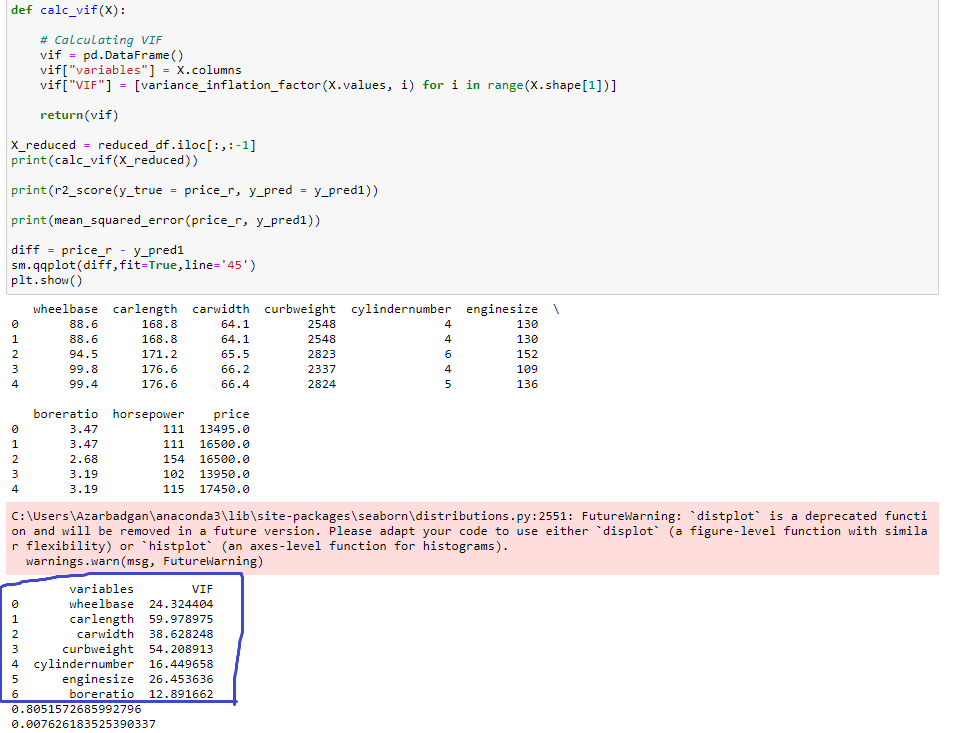 def calc_vif(X):
# Calculating VIF
vif = pd.DataFrame()
vif["variables"] = X.columns
vif["VIF"] = [variance_inflation_factor(X.values, i) for i in range(X.shape[1])]
return(vif)
X_reduced = reduced_df.iloc[:,:-1]
print(calc_vif(X_reduced))
print(r2_score(y_true = price_r, y_pred = y_pred1))
print(mean_squared_error(price_r, y_pred1))
diff = price_r - y_pred1
sm.qqplot(diff,fit=True,line='45')
plt.show()
wheelbase carlength carwidth curbweight cylindernumber enginesize \
0 88.6 168.8 64.1 2548 4 130
1 88.6 168.8 64.1 2548 4 130
2 94.5 171.2 65.5 2823 6 152
3 99.8 176.6 66.2 2337 4 109
4 99.4 176.6 66.4 2824 5 136
boreratio horsepower price
0 3.47 111 13495.0
1 3.47 111 16500.0
2 2.68 154 16500.0
3 3.19 102 13950.0
4 3.19 115 17450.0
C:\Users\Azarbadgan\anaconda3\lib\site-packages\seaborn\distributions.py:2551: FutureWarning: `distplot` is a deprecated functi
on and will be removed in a future version. Please adapt your code to use either `displot` (a figure-level function with simila
r flexibility) or `histplot` (an axes-level function for histograms).
warnings.warn(msg, FutureWarning)
variables VIF
0 wheelbase 24.324404
1 carlength 59.978975
2 carwidth 38.628248
3 curbweight 54.208913
4 cylindernumber 16.449658
5 enginesize 26.453636
6 boreratio 12.891662
0.8051572685992796
0.007626183525390337